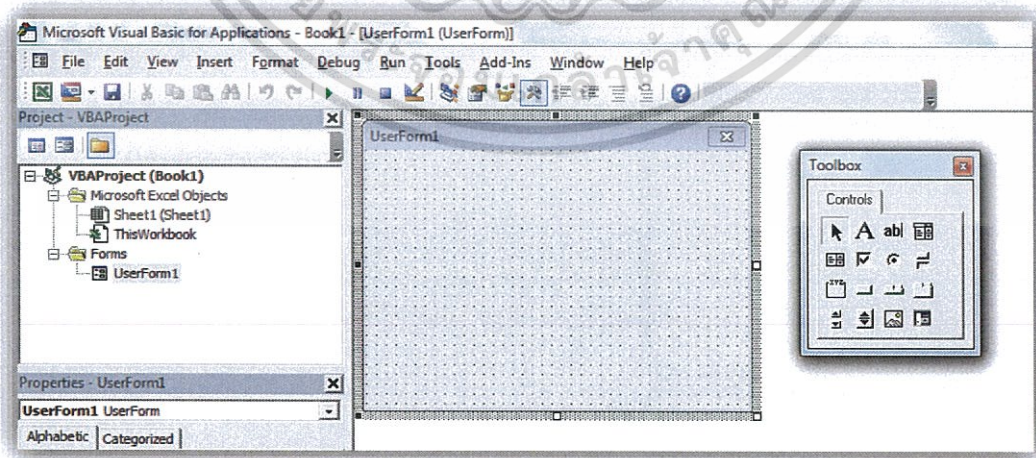 Microsoft Visual Basic for Applications - Book1 - [UserForm1 (UserForm)]
File Edit View Insert Format Debug Run Tools Add-Ins Window Help
Project - VBAProject
UserForm1
Toolbox
Controls
A abl
XYZ
VBAProject (Book1)
Microsoft Excel Objects
Sheet1 (Sheet1)
ThisWorkbook
Forms
UserForm1
Properties - UserForm1
UserForm1 UserForm
Alphabetic Categorized